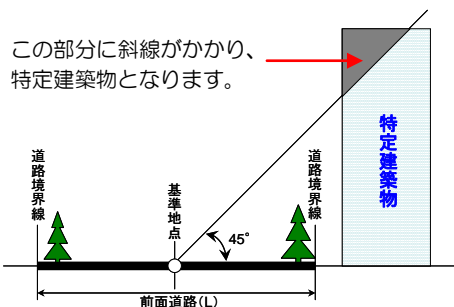 この部分に斜線がかかり、
特定建築物となります。
特定建築物
道路境界線
基準地点
道路境界線
45°
前面道路(L)